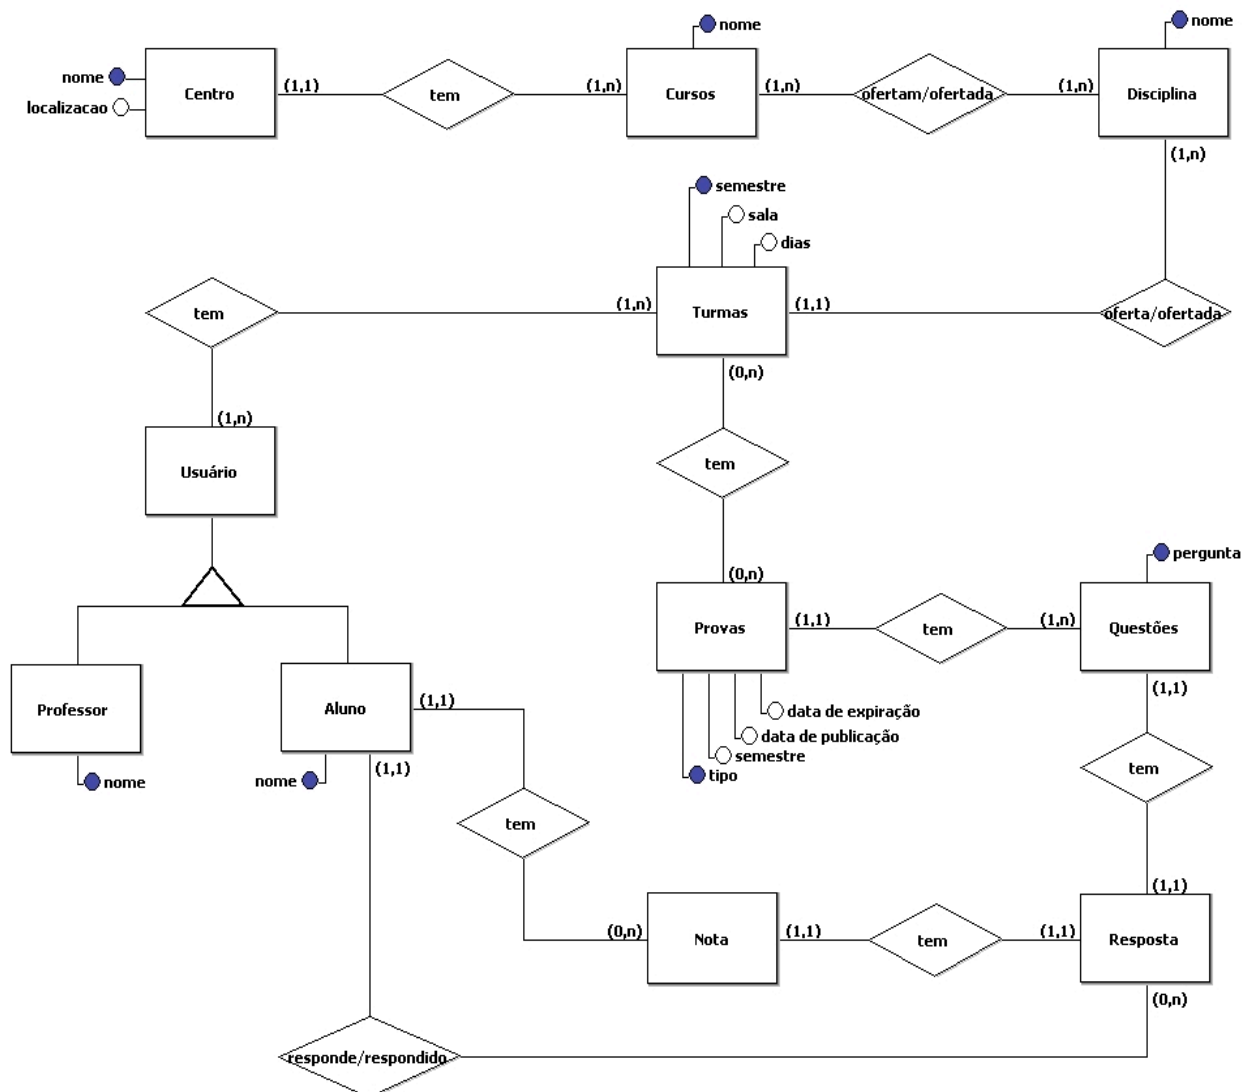 nome
nome
nome
localizacao
Centro
(1,1)
tem
(1,n)
Cursos
(1,n)
ofertam/ofertada
(1,n)
Disciplina
(1,n)
semestre
sala
dias
tem
(1,n)
Turmas
(1,1)
oferta/ofertada
(0,n)
(1,n)
Usuário
tem
(0,n)
pergunta
Provas
(1,1)
tem
(1,n)
Questões
(1,1)
data de expiração
data de publicação
semestre
tipo
Professor
nome
Aluno
(1,1)
nome
(1,1)
tem
tem
(1,1)
(0,n)
Nota
(1,1)
tem
(1,1)
Resposta
(0,n)
responde/respondido